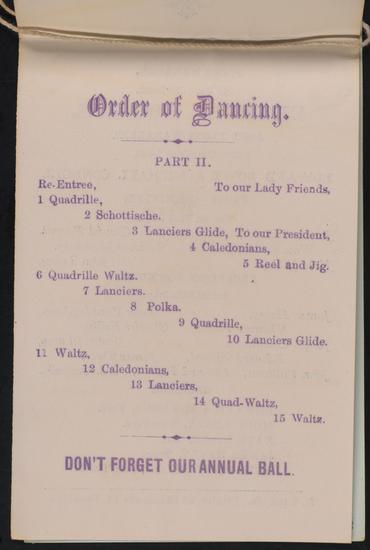 Order of Dancing.
PART II.
Re-Entree, To our Lady Friends,
1 Quadrille,
2 Schottische.
3 Lanciers Glide, To our President,
4 Caledonians,
5 Reel and Jig.
6 Quadrille Waltz.
7 Lanciers.
8 Polka.
9 Quadrille,
10 Lanciers Glide.
11 Waltz,
12 Caledonians,
13 Lanciers,
14 Quad-Waltz,
15 Waltz.
DON'T FORGET OUR ANNUAL BALL.